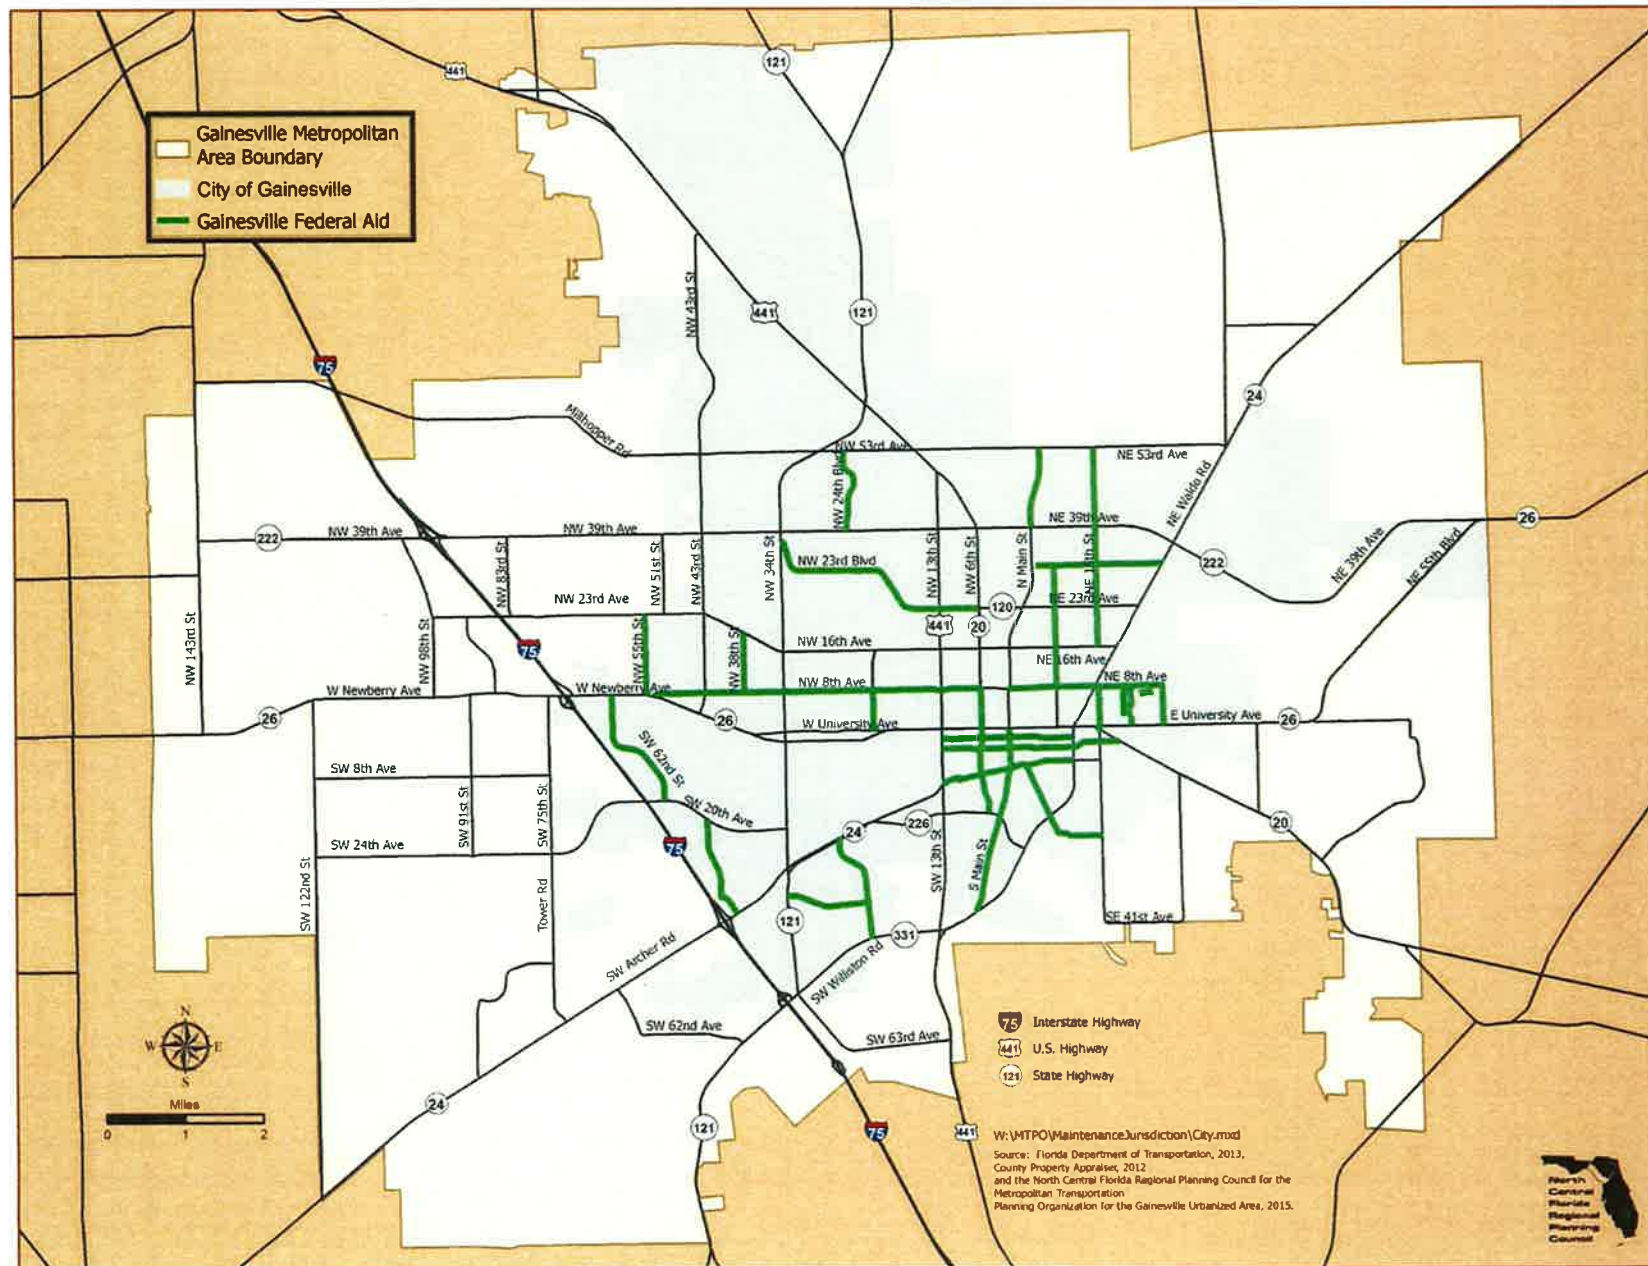 441
121
Gainesville Metropolitan
Area Boundary
City of Gainesville
Gainesville Federal Aid
NW 43rd St
441
121
75
24
Millhopper Rd
NW 53rd Ave
NE 53rd Ave
NW 24th Blvd
NE Waldo Rd
222
NW 39th Ave
NW 39th Ave
NE 39th Ave
26
NW 83rd St
NW 51st St
NW 43rd St
NW 34th St
NW 23rd Blvd
NW 13th St
NW 6th St
N Main St
NE 15th St
222
NE 39th Ave
NE 55th Blvd
NW 23rd Ave
120
NE 23rd Ave
441
20
NW 143rd St
NW 98th St
75
NW 55th St
NW 38th St
NW 16th Ave
NE 16th Ave
W Newberry Ave
W Newberry Ave
NW 8th Ave
NE 8th Ave
26
26
W University Ave
E University Ave
26
SW 62nd St
SW 8th Ave
SW 91st St
SW 75th St
SW 20th Ave
24
226
20
SW 24th Ave
75
SW 13th St
S Main St
SW 122nd St
Tower Rd
121
331
SE 41st Ave
SW Archer Rd
SW Williston Rd
SW 62nd Ave
SW 63rd Ave
N
W E
S
Miles
0 1 2
75 Interstate Highway
441 U.S. Highway
121 State Highway
24
121
75
441
W:\MTPO\MaintenanceJurisdiction\City.mxd
Source: Florida Department of Transportation, 2013,
County Property Appraiser, 2012
and the North Central Florida Regional Planning Council for the
Metropolitan Transportation
Planning Organization for the Gainesville Urbanized Area, 2015.
North
Central
Florida
Regional
Planning
Council